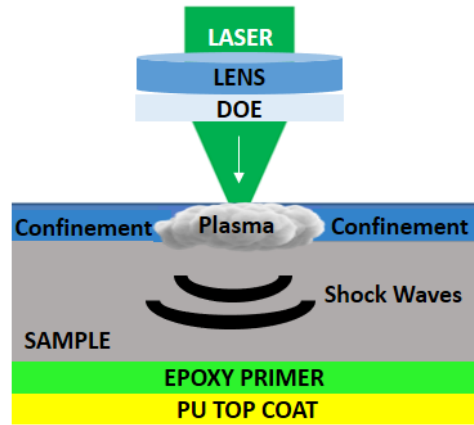 LASER
LENS
DOE
Confinement Plasma Confinement
Shock Waves
SAMPLE
EPOXY PRIMER
PU TOP COAT